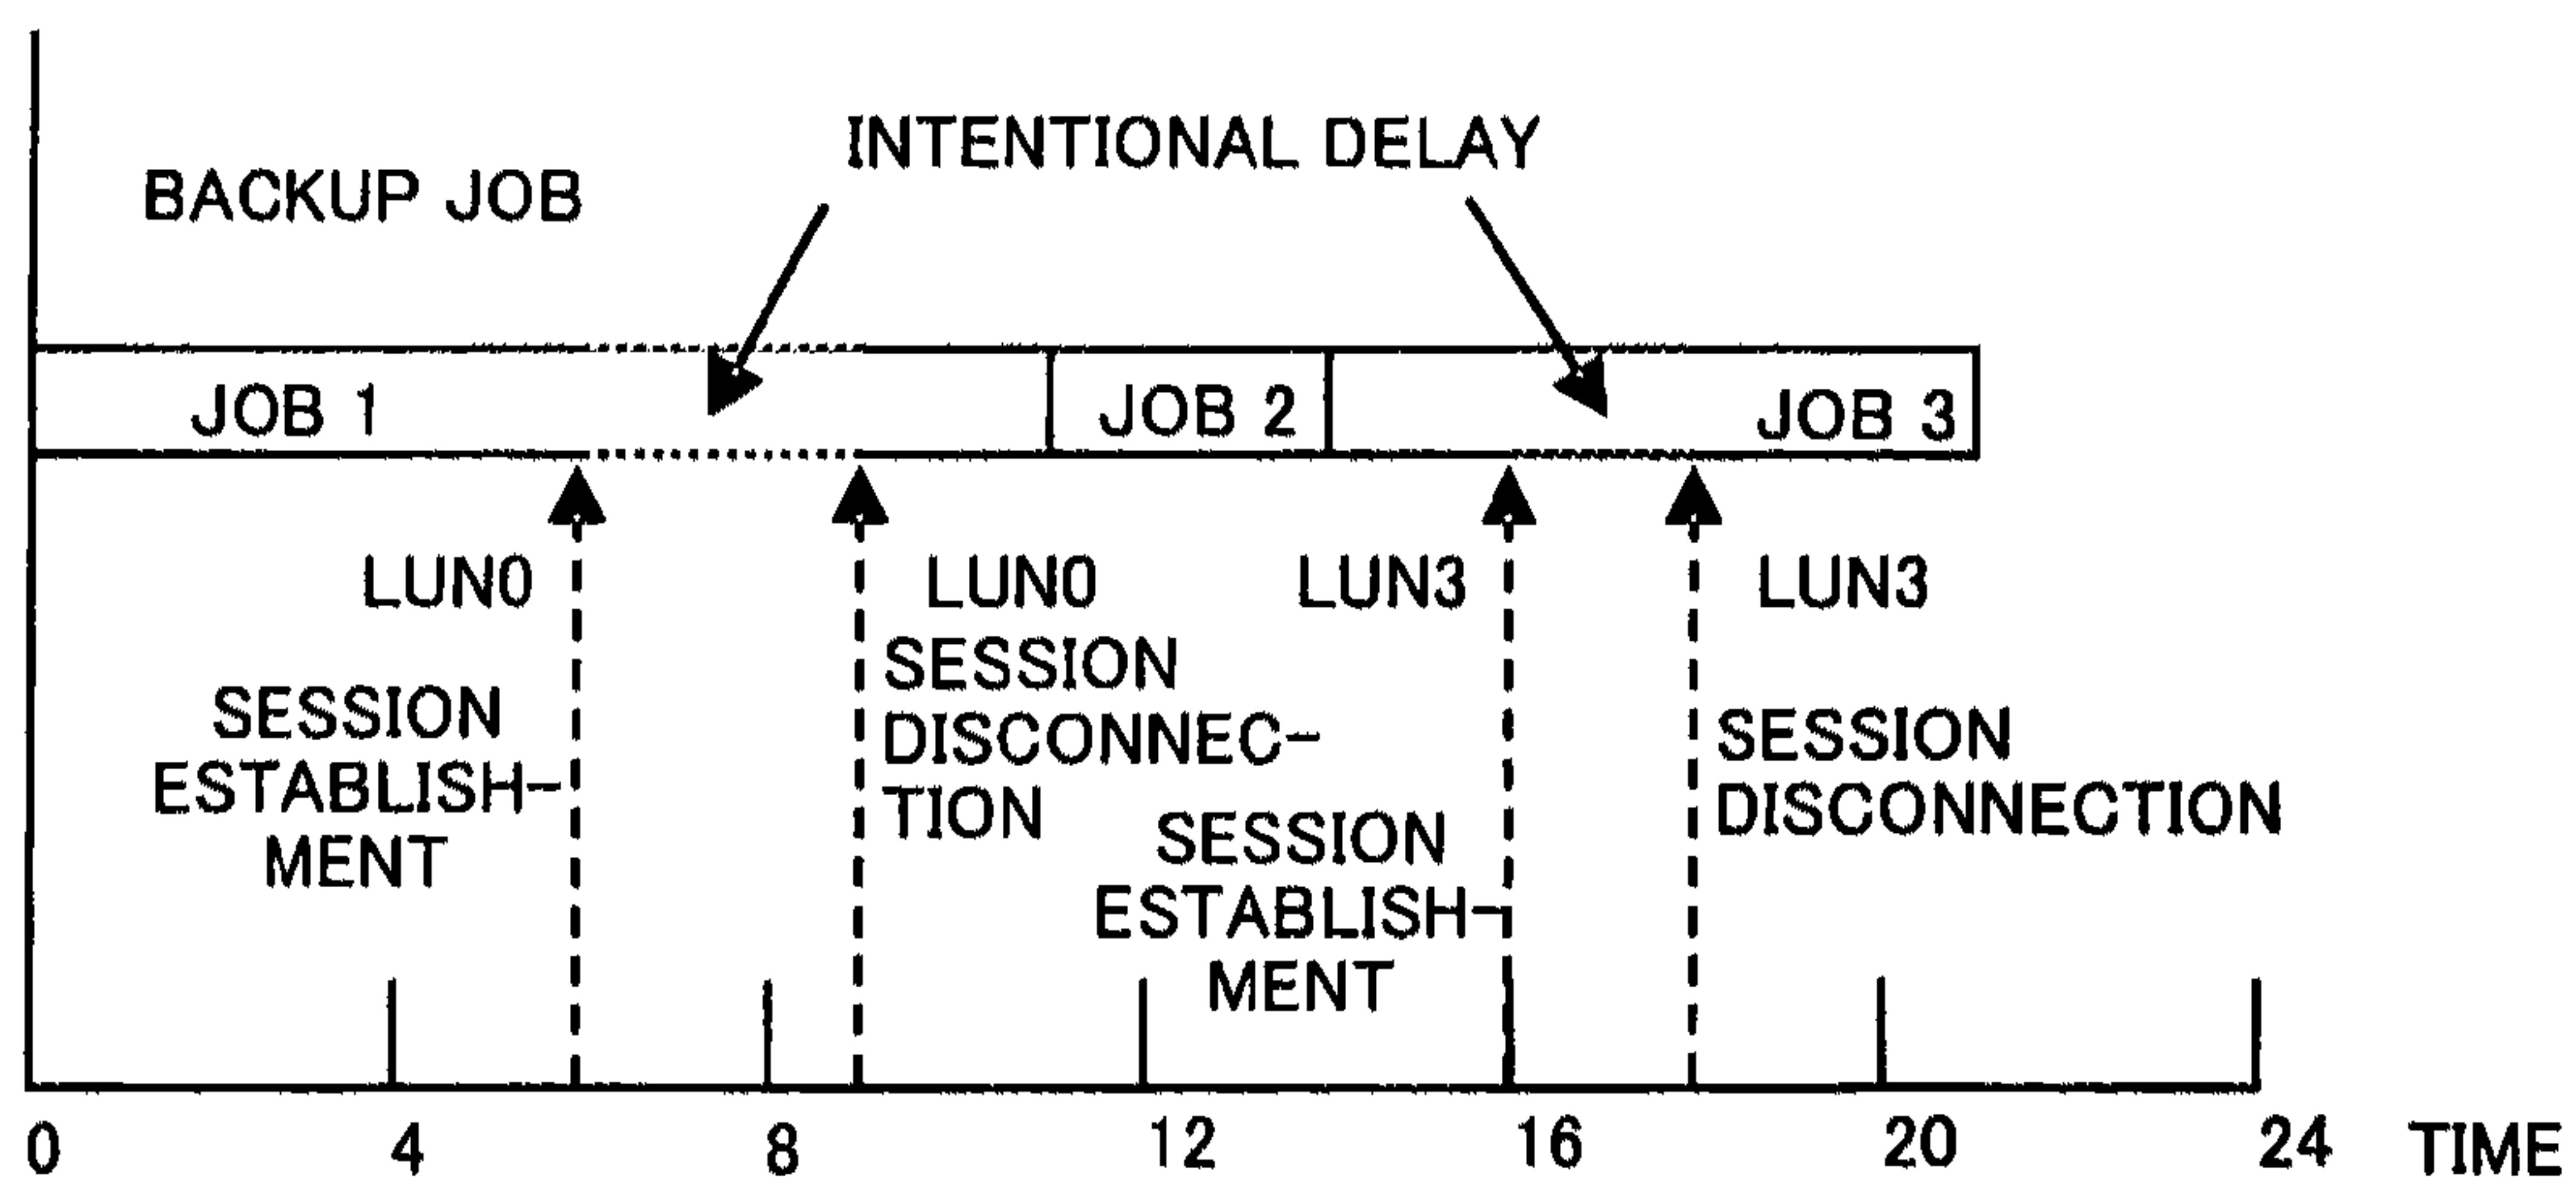 INTENTIONAL DELAY
BACKUP JOB
JOB 1
JOB 2
JOB 3
LUN0
SESSION
ESTABLISH-
MENT
LUN0
SESSION
DISCONNEC-
TION
LUN3
SESSION
ESTABLISH-
MENT
LUN3
SESSION
DISCONNECTION
0 4 8 12 16 20 24 TIME